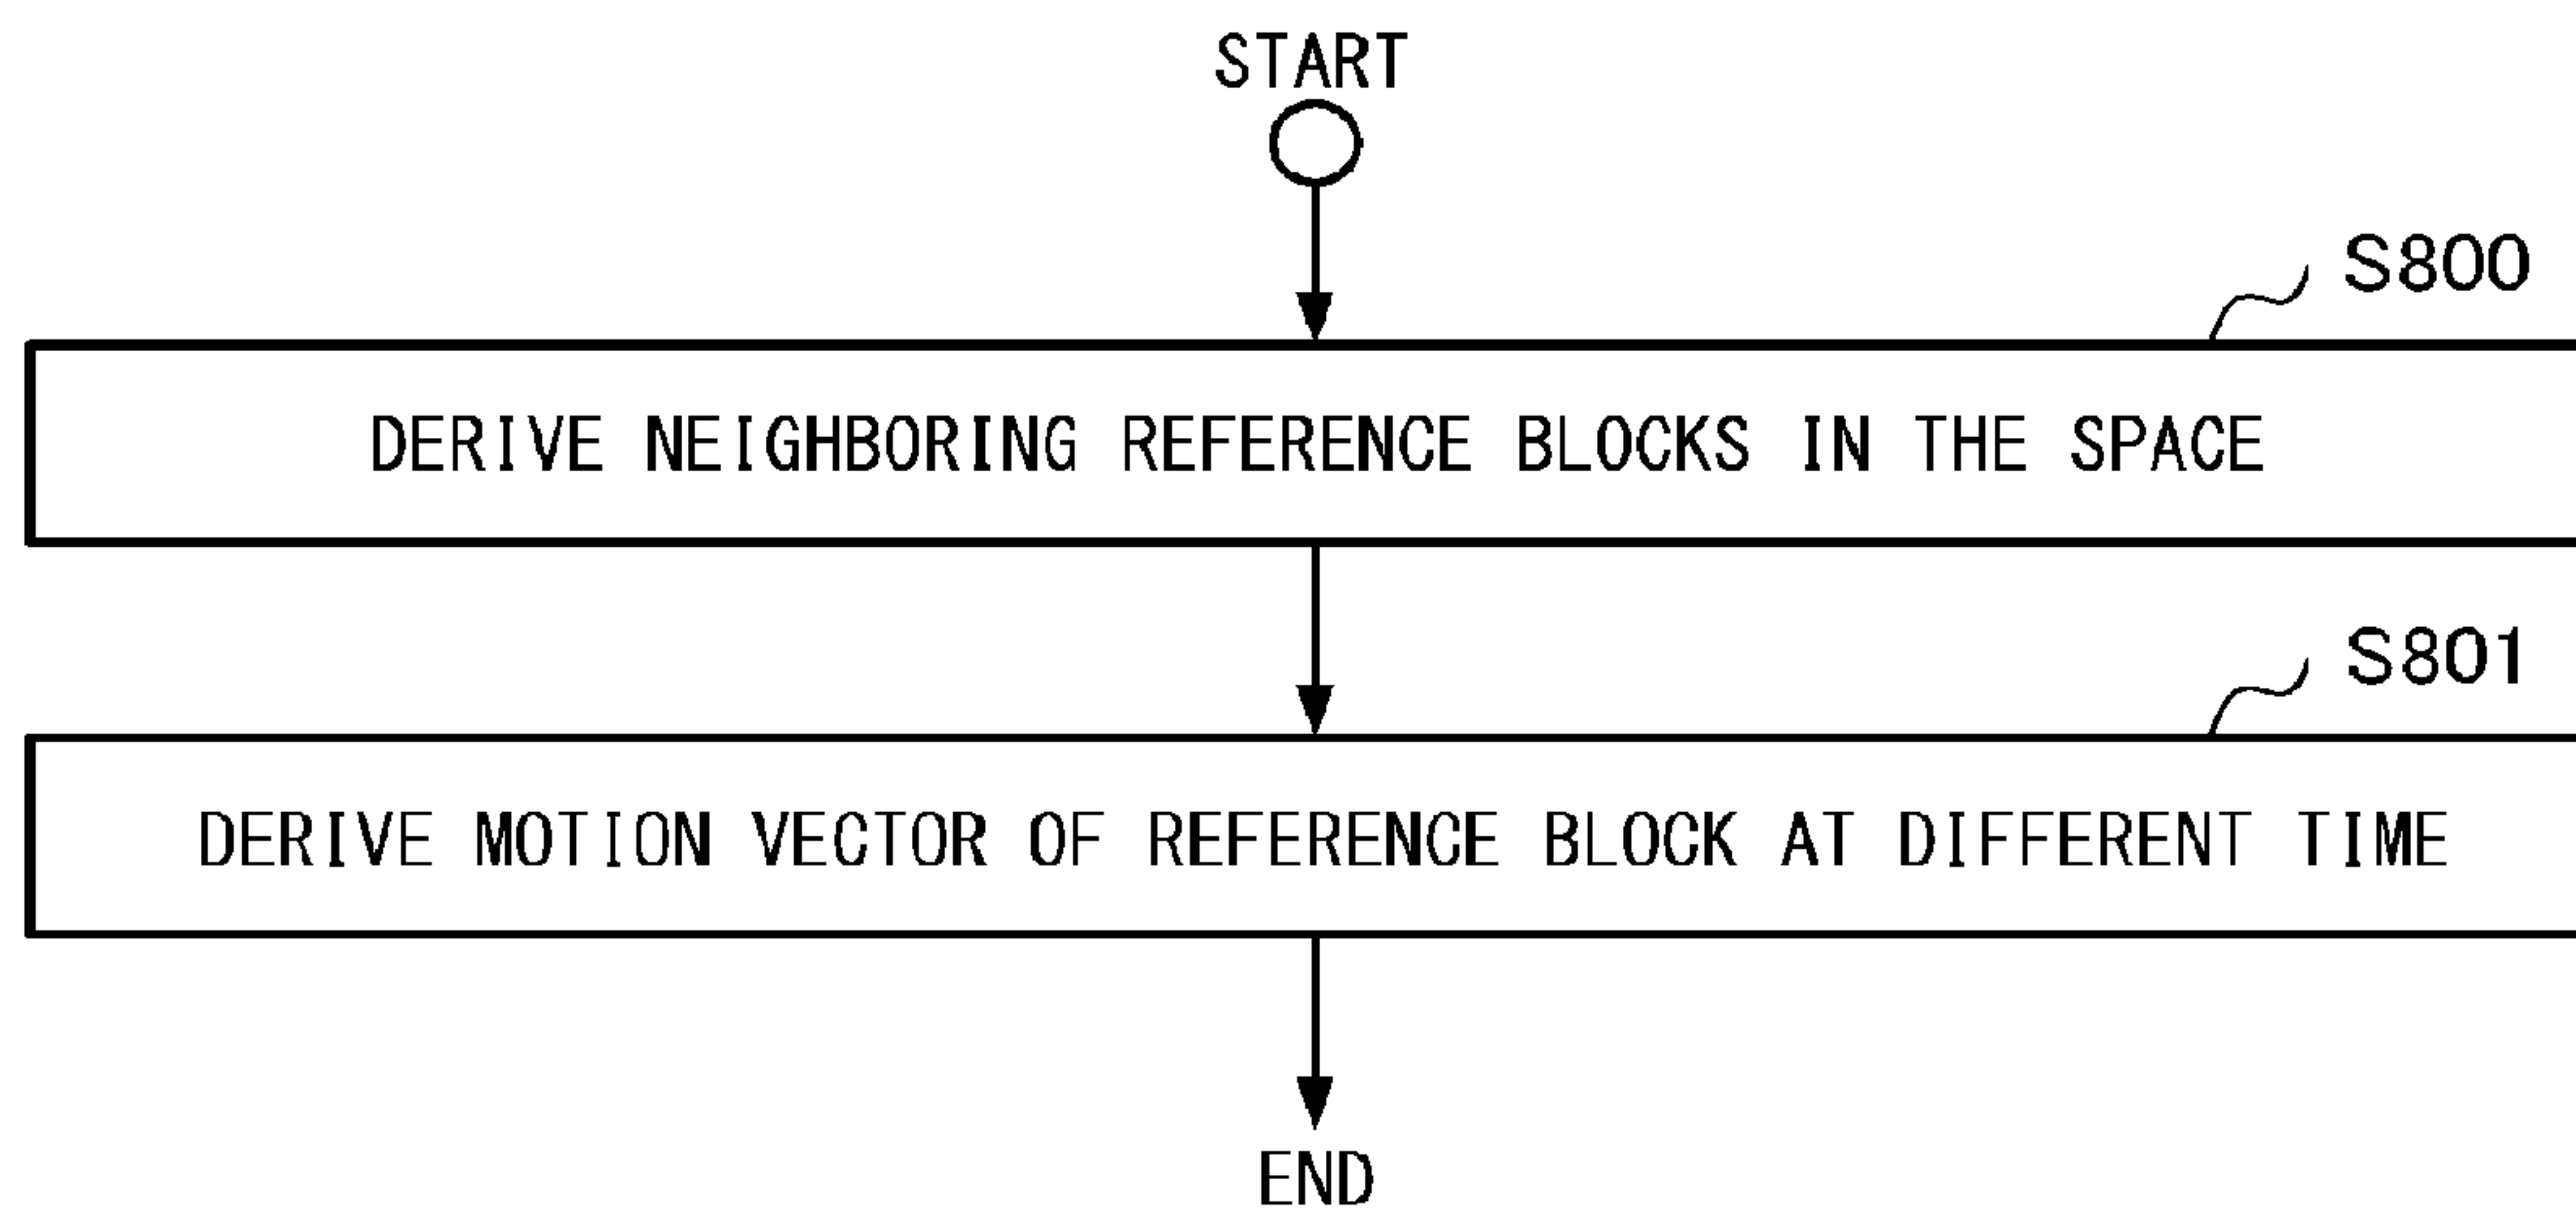 START
S800
DERIVE NEIGHBORING REFERENCE BLOCKS IN THE SPACE
S801
DERIVE MOTION VECTOR OF REFERENCE BLOCK AT DIFFERENT TIME
END